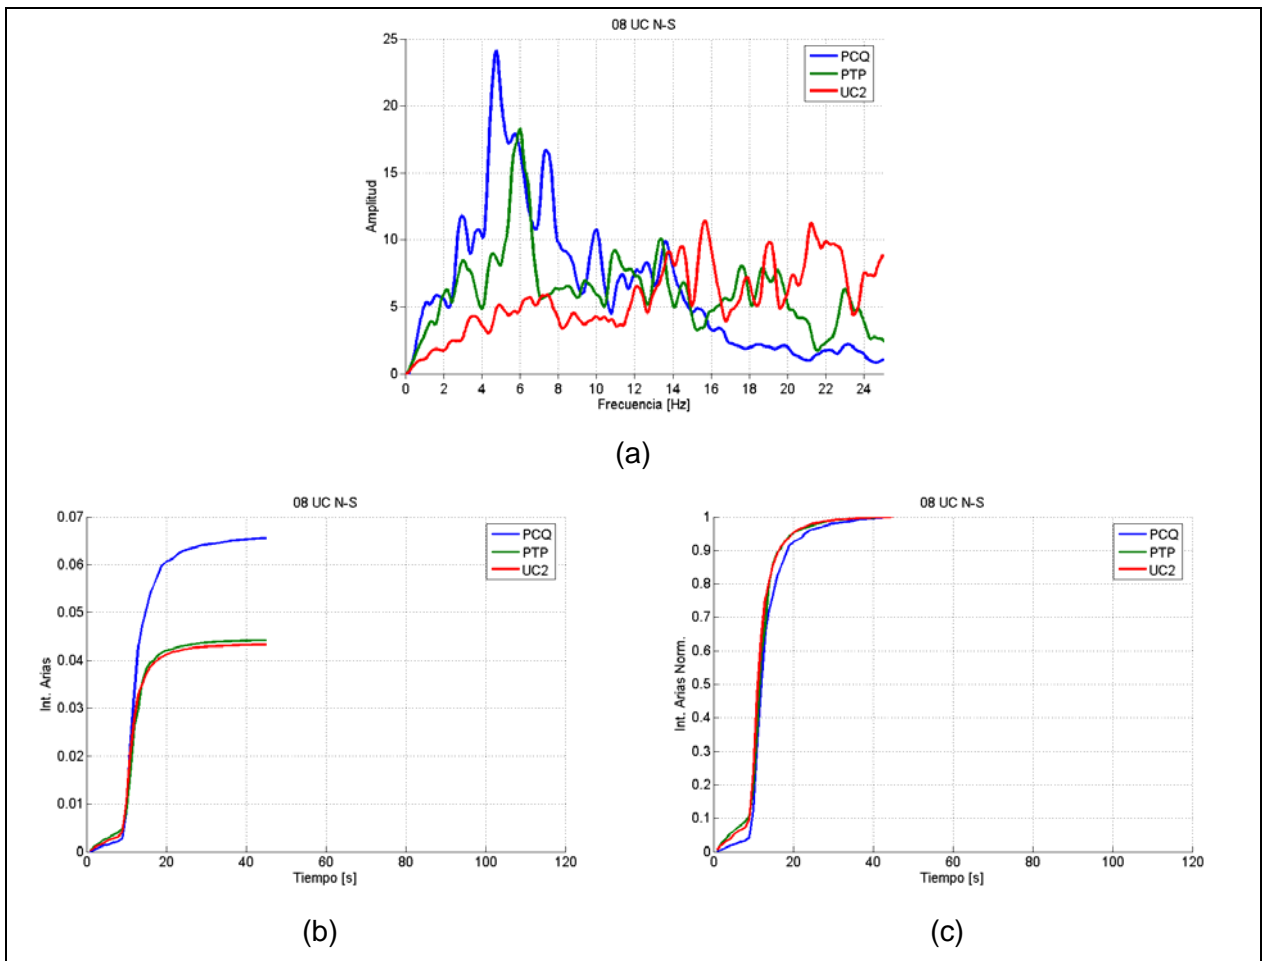 08 UC N-S
25
20
15
10
5
0
Amplitud
PCQ
PTP
UC2
0 2 4 6 8 10 12 14 16 18 20 22 24
Frecuencia [Hz]
(a)
08 UC N-S
0.07
0.06
0.05
0.04
0.03
0.02
0.01
0
Int. Arias
PCQ
PTP
UC2
0 20 40 60 80 100 120
Tiempo [s]
(b)
08 UC N-S
1
0.9
0.8
0.7
0.6
0.5
0.4
0.3
0.2
0.1
0
Int. Arias Norm.
PCQ
PTP
UC2
0 20 40 60 80 100 120
Tiempo [s]
(c)